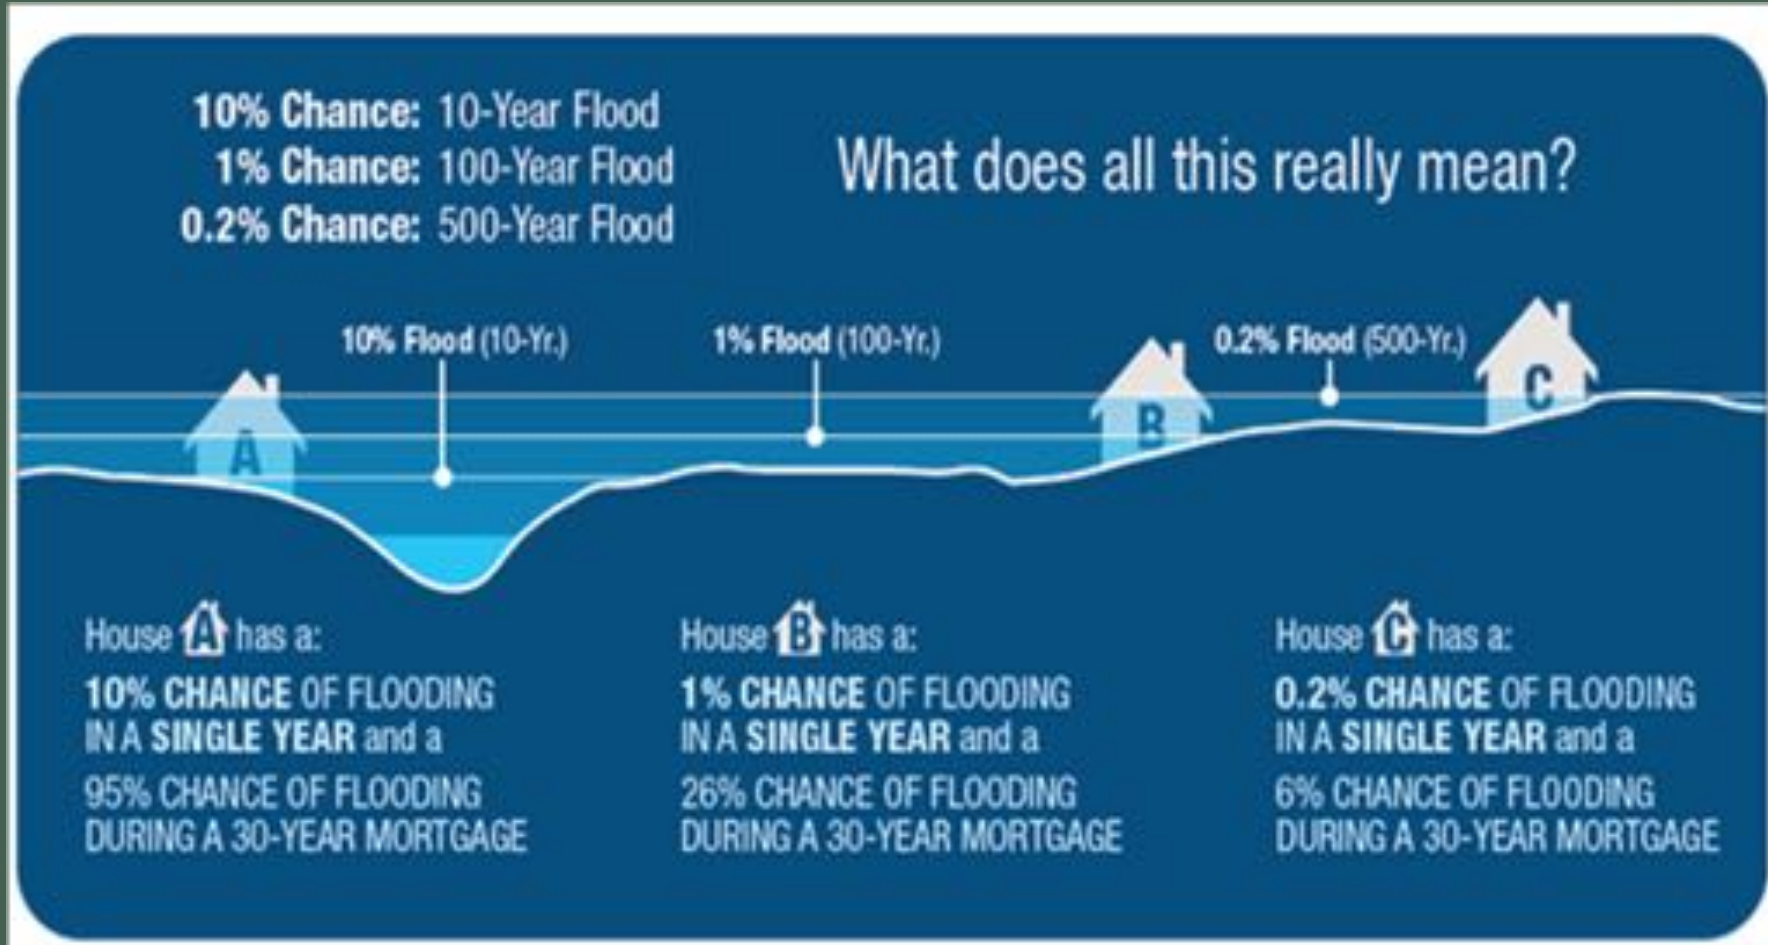 10% Chance: 10-Year Flood
1% Chance: 100-Year Flood
0.2% Chance: 500-Year Flood
What does all this really mean?
10% Flood (10-Yr.)
1% Flood (100-Yr.)
0.2% Flood (500-Yr.)
A
B
C
House A has a:
10% CHANCE OF FLOODING
IN A SINGLE YEAR and a
95% CHANCE OF FLOODING
DURING A 30-YEAR MORTGAGE
House B has a:
1% CHANCE OF FLOODING
IN A SINGLE YEAR and a
26% CHANCE OF FLOODING
DURING A 30-YEAR MORTGAGE
House C has a:
0.2% CHANCE OF FLOODING
IN A SINGLE YEAR and a
6% CHANCE OF FLOODING
DURING A 30-YEAR MORTGAGE